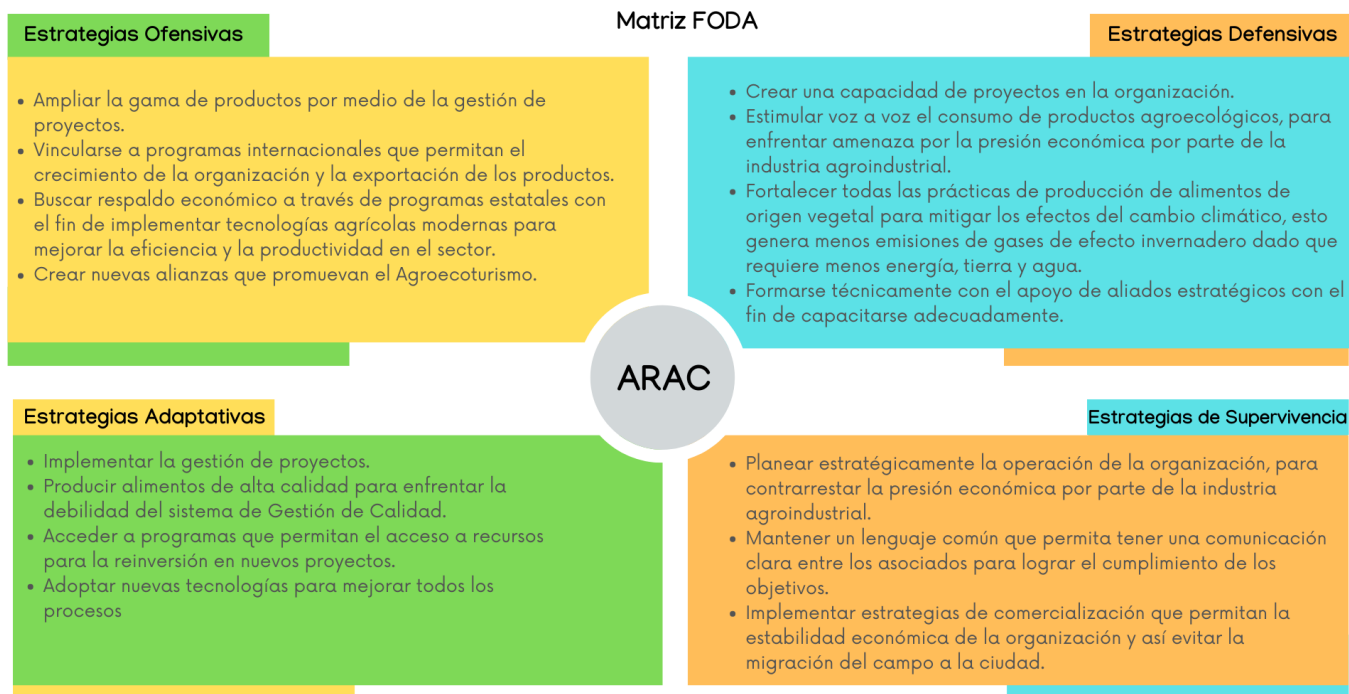 Matriz FODA
Estrategias Ofensivas
• Ampliar la gama de productos por medio de la gestión de
proyectos.
• Vincularse a programas internacionales que permitan el
crecimiento de la organización y la exportación de los productos.
• Buscar respaldo económico a través de programas estatales con
el fin de implementar tecnologías agrícolas modernas para
mejorar la eficiencia y la productividad en el sector.
• Crear nuevas alianzas que promuevan el Agroecoturismo.
Estrategias Defensivas
• Crear una capacidad de proyectos en la organización.
• Estimular voz a voz el consumo de productos agroecológicos, para
enfrentar amenaza por la presión económica por parte de la
industria agroindustrial.
• Fortalecer todas las prácticas de producción de alimentos de
origen vegetal para mitigar los efectos del cambio climático, esto
genera menos emisiones de gases de efecto invernadero dado que
requiere menos energía, tierra y agua.
• Formarse técnicamente con el apoyo de aliados estratégicos con el
fin de capacitarse adecuadamente.
ARAC
Estrategias Adaptativas
• Implementar la gestión de proyectos.
• Producir alimentos de alta calidad para enfrentar la
debilidad del sistema de Gestión de Calidad.
• Acceder a programas que permitan el acceso a recursos
para la reinversión en nuevos proyectos.
• Adoptar nuevas tecnologías para mejorar todos los
procesos
Estrategias de Supervivencia
• Planear estratégicamente la operación de la organización, para
contrarrestar la presión económica por parte de la industria
agroindustrial.
• Mantener un lenguaje común que permita tener una comunicación
clara entre los asociados para lograr el cumplimiento de los
objetivos.
• Implementar estrategias de comercialización que permitan la
estabilidad económica de la organización y así evitar la
migración del campo a la ciudad.